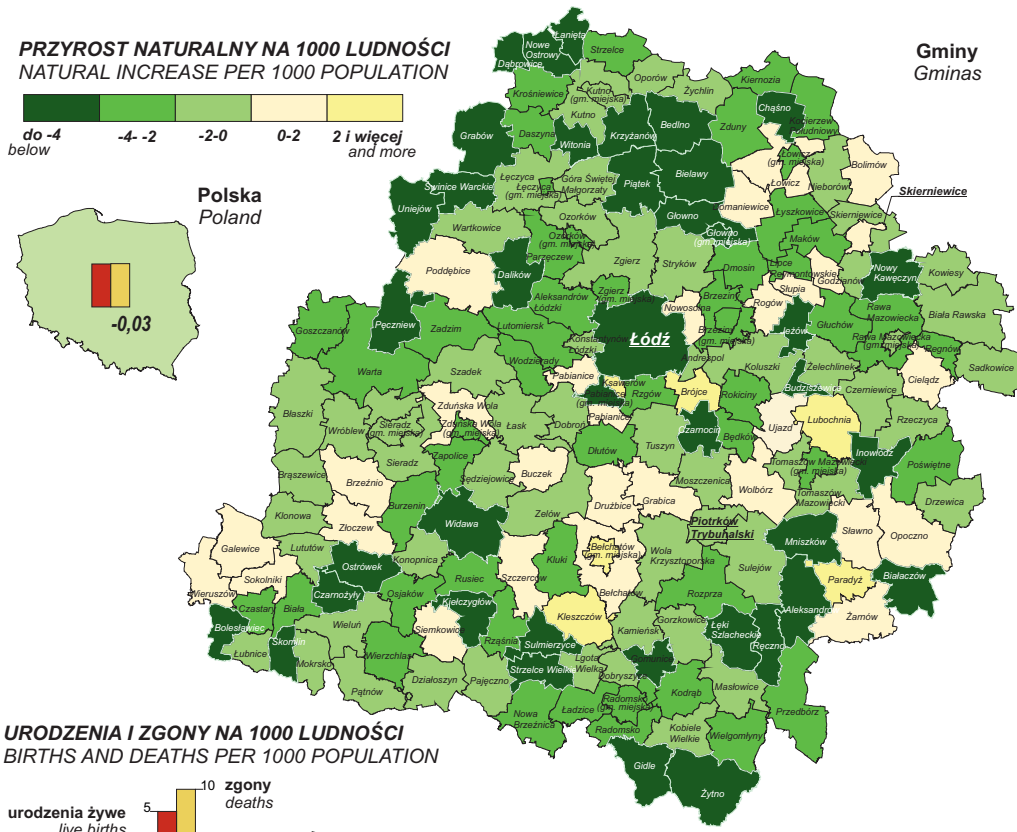 PRZYROST NATURALNY NA 1000 LUDNOŚCI
NATURAL INCREASE PER 1000 POPULATION
do -4
below
-4- -2
-2-0
0-2
2 i więcej
and more
Gminy
Gminas
Polska
Poland
-0,03
Łanięta
Nowe
Ostrowy
Dąbrowice
Strzelce
Oporów
Kutno
(gm. miejska)
Żychlin
Kiernozia
Krośniewice
Kutno
Chąśno
Kocierzew
Południowy
Bedlno
Zduny
Krzyżanów
Grabów
Daszyna
Witonia
Łowicz
(gm. miejska)
Bolimów
Łęczyca
Łęczyca
(gm. miejska)
Góra Świętej
Małgorzaty
Piątek
Bielawy
Łowicz
Nieborów
Skierniewice
Świnice Warckie
Uniejów
Domaniewice
Łyszkowice
Skierniewice
Wartkowice
Ozorków
Ozorków
(gm. miejska)
Głowno
Głowno
(gm. miejska)
Maków
Parzęczew
Zgierz
Stryków
Dmosin
Lipce
Reymontowskie
Godzianów
Nowy
Kawęczyn
Kowiesy
Poddębice
Dalików
Słupia
Rogów
Aleksandrów
Łódzki
Zgierz
(gm. miejska)
Nowosolna
Brzeziny
Brzeziny
(gm. miejska)
Jeżów
Głuchów
Rawa
Mazowiecka
Rawa Mazowiecka
(gm. miejska)
Biała Rawska
Regnów
Sadkowice
Goszczanów
Pęczniew
Zadzim
Lutomiersk
Konstantynów
Łódzki
Łódź
Andrespol
Koluszki
Żelechlinek
Wodzierady
Warta
Szadek
Pabianice
Ksawerów
Pabianice
(gm. miejska)
Rzgów
Brójce
Rokiciny
Budziszewice
Czerniewice
Cielądz
Pabianice
Zduńska Wola
Zduńska Wola
(gm. miejska)
Łask
Dobroń
Czarnocin
Ujazd
Lubochnia
Rzeczyca
Błaszki
Wróblew
Sieradz
(gm. miejska)
Sieradz
Zapolice
Sędziejowice
Dłutów
Tuszyn
Będków
Inowłódz
Poświętne
Tomaszów Mazowiecki
(gm. miejska)
Tomaszów
Mazowiecki
Brąszewice
Brzeźnio
Burzenin
Buczek
Moszczenica
Wolbórz
Drzewica
Klonowa
Złoczew
Widawa
Zelów
Drużbice
Grabica
Piotrków
Trybunalski
Mniszków
Sławno
Opoczno
Galewice
Lututów
Ostrówek
Konopnica
Bełchatów
(gm. miejska)
Kluki
Wola
Krzysztoporska
Sulejów
Sokolniki
Wieruszów
Czarnożyły
Osjaków
Rusiec
Szczerców
Bełchatów
Rozprza
Paradyż
Białaczów
Czastary
Biała
Kiełczygłów
Kleszczów
Aleksandrów
Żarnów
Bolesławiec
Wieluń
Siemkowice
Kamieńsk
Gorzkowice
Łęki
Szlacheckie
Ręczno
Skomlin
Łubnice
Mokrsko
Wierzchlas
Rząśnia
Sulmierzyce
Lgota
Wielka
Gomunice
Dobryszyce
Masłowice
Pątnów
Działoszyn
Pajęczno
Strzelce Wielkie
Kodrąb
Przedbórz
Nowa
Brzeźnica
Ładzice
Radomsko
(gm. miejska)
Radomsko
Kobiele
Wielkie
Wielgomłyny
Gidle
Żytno
URODZENIA I ZGONY NA 1000 LUDNOŚCI
BIRTHS AND DEATHS PER 1000 POPULATION
10
zgony
deaths
urodzenia żywe
live births
5